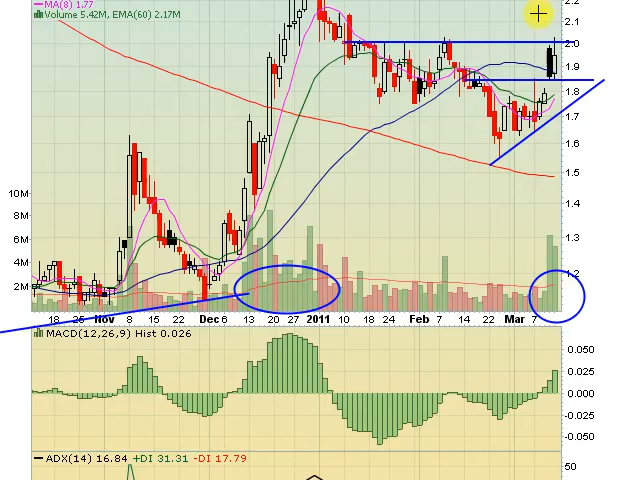 MA(8) 1.77
Volume 5.42M, EMA(60) 2.17M
2.2
2.1
2.0
1.9
1.8
1.7
1.6
1.5
1.3
1.2
10M
8M
6M
4M
2M
18 25 Nov 8 15 22 Dec 6 13 20 27 2011 10 18 24 Feb 7 14 22 Mar 7
MACD(12,26,9) Hist 0.026
0.050
0.025
0.000
-0.025
-0.050
ADX(14) 16.84 +DI 31.31 -DI 17.79
50